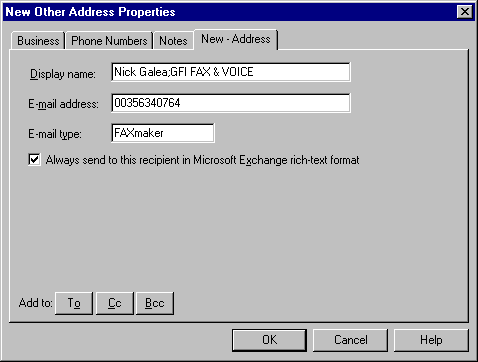 New Other Address Properties
Business Phone Numbers Notes New - Address
Display name: Nick Galea;GFI FAX & VOICE
E-mail address: 00356340764
E-mail type: FAXmaker
Always send to this recipient in Microsoft Exchange rich-text format
Add to: To Cc Bcc
OK Cancel Help